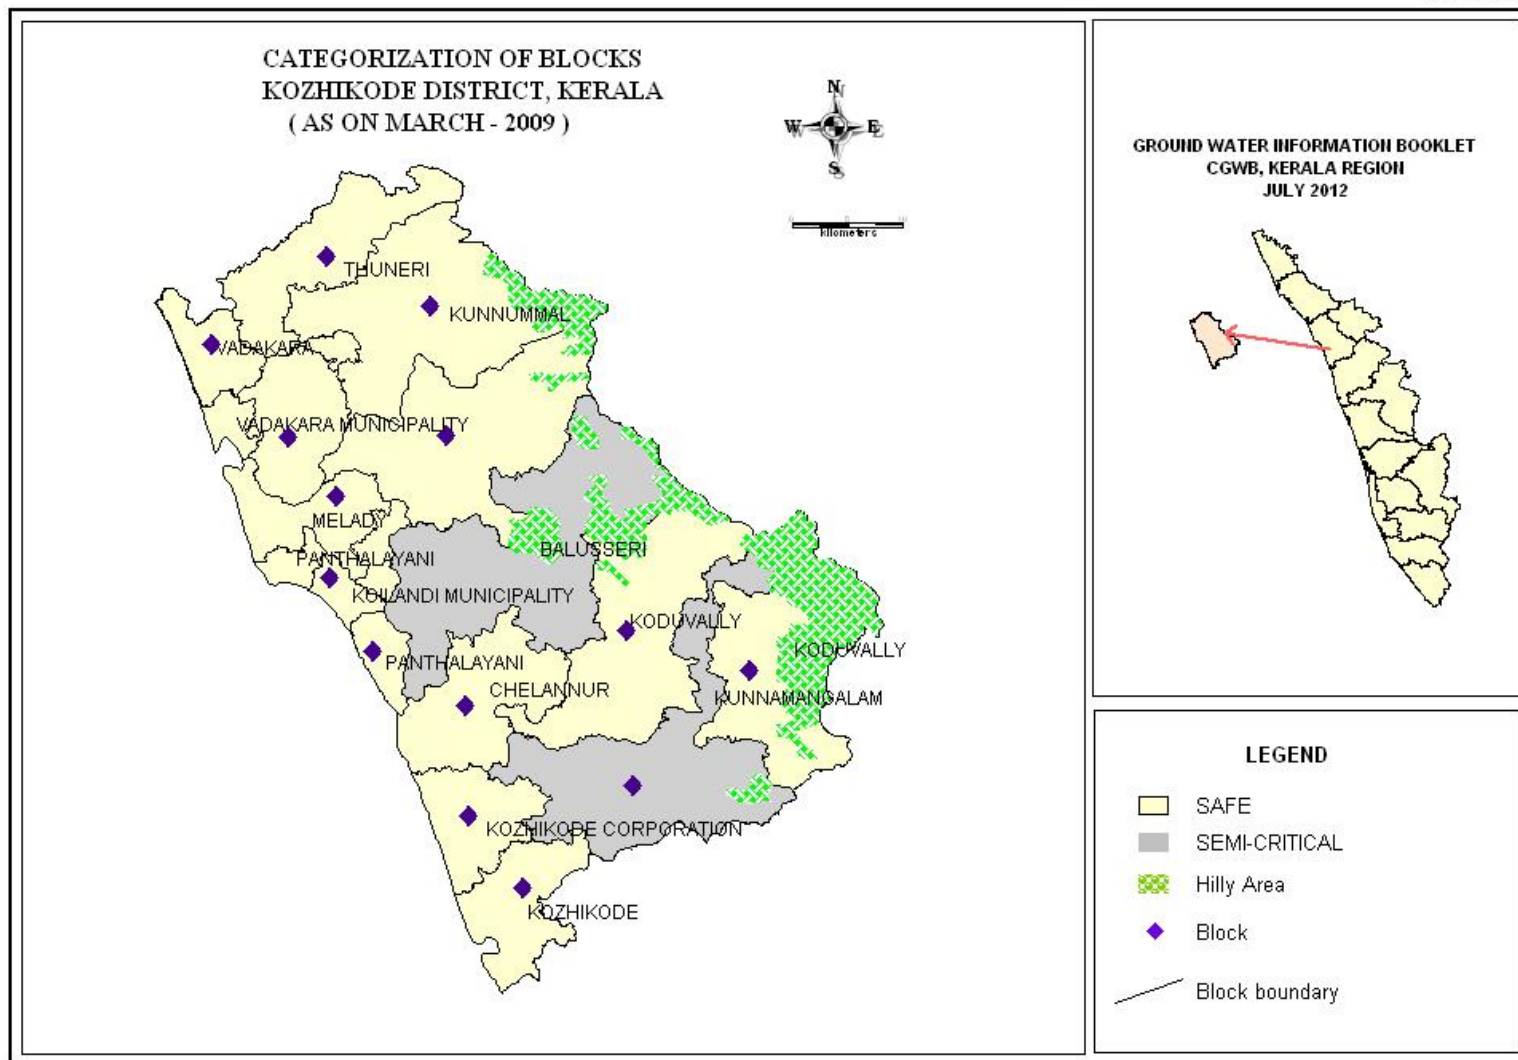 CATEGORIZATION OF BLOCKS
KOZHIKODE DISTRICT, KERALA
( AS ON MARCH - 2009 )
N
W E
S
kilometers
THUNERI
KUNNUMMAL
VADAKARA
VADAKARA MUNICIPALITY
MELADY
BALUSSERI
PANTHALAYANI
KOILANDI MUNICIPALITY
KODUVALLY
KODUVALLY
PANTHALAYANI
CHELANNUR
KUNNAMANGALAM
KOZHIKODE CORPORATION
KOZHIKODE
GROUND WATER INFORMATION BOOKLET
CGWB, KERALA REGION
JULY 2012
LEGEND
SAFE
SEMI-CRITICAL
Hilly Area
Block
Block boundary